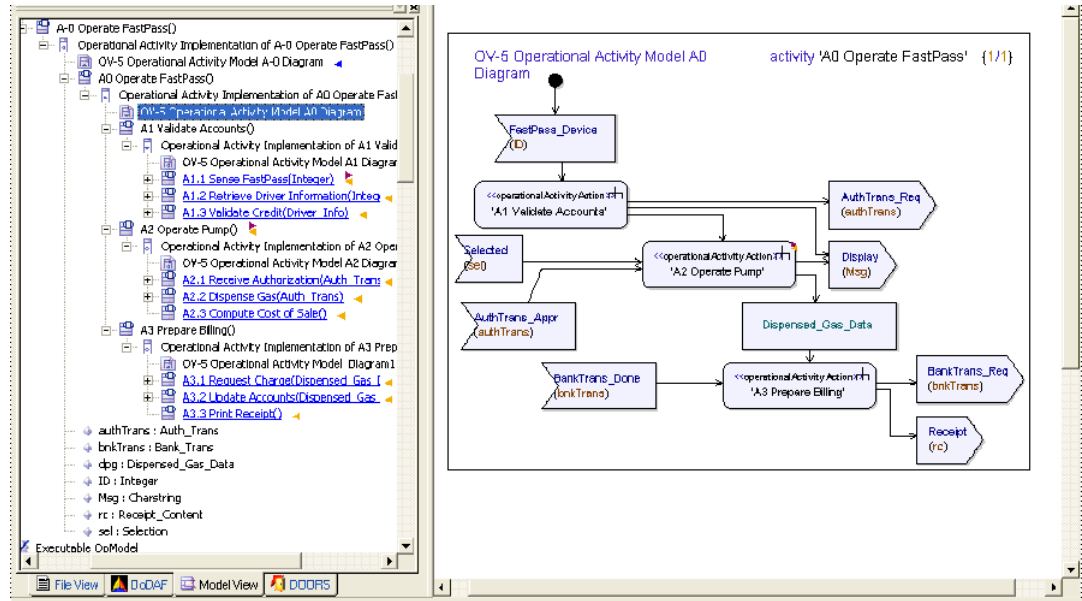 A-0 Operate FastPass()
Operational Activity Implementation of A-0 Operate FastPass()
OV-5 Operational Activity Model A-0 Diagram
A0 Operate FastPass()
Operational Activity Implementation of A0 Operate Fast
OV-5 Operational Activity Model A0 Diagram
A1 Validate Accounts()
Operational Activity Implementation of A1 Valid
OV-5 Operational Activity Model A1 Diagrar
A1.1 Sense FastPass(Integer)
A1.2 Retrieve Driver Information(Integ
A1.3 Validate Credit(Driver_Info)
A2 Operate Pump()
Operational Activity Implementation of A2 Oper
OV-5 Operational Activity Model A2 Diagrar
A2.1 Receive Authorization(Auth_Trans
A2.2 Dispense Gas(Auth_Trans)
A2.3 Compute Cost of Sale()
A3 Prepare Billing()
Operational Activity Implementation of A3 Prep
OV-5 Operational Activity Model Diagram1
A3.1 Request Charge(Dispensed_Gas_[
A3.2 Update Accounts(Dispensed_Gas_
A3.3 Print Receipt()
authTrans : Auth_Trans
bnkTrans : Bank_Trans
dpg : Dispensed_Gas_Data
ID : Integer
Msg : Charstring
rc : Receipt_Content
sel : Selection
Executable OpModel
File View
DoDAF
Model View
DOORS
OV-5 Operational Activity Model A0
Diagram
activity 'A0 Operate FastPass' {1/1}
FastPass_Device
(ID)
<<operationalActivityAction>>
'A1 Validate Accounts'
AuthTrans_Req
(authTrans)
Selected
(sel)
<<operationalActivityAction>>
'A2 Operate Pump'
Display
(Msg)
AuthTrans_Appr
(authTrans)
Dispensed_Gas_Data
BankTrans_Done
(bnkTrans)
<<operationalActivityAction>>
'A3 Prepare Billing'
BankTrans_Req
(bnkTrans)
Receipt
(rc)